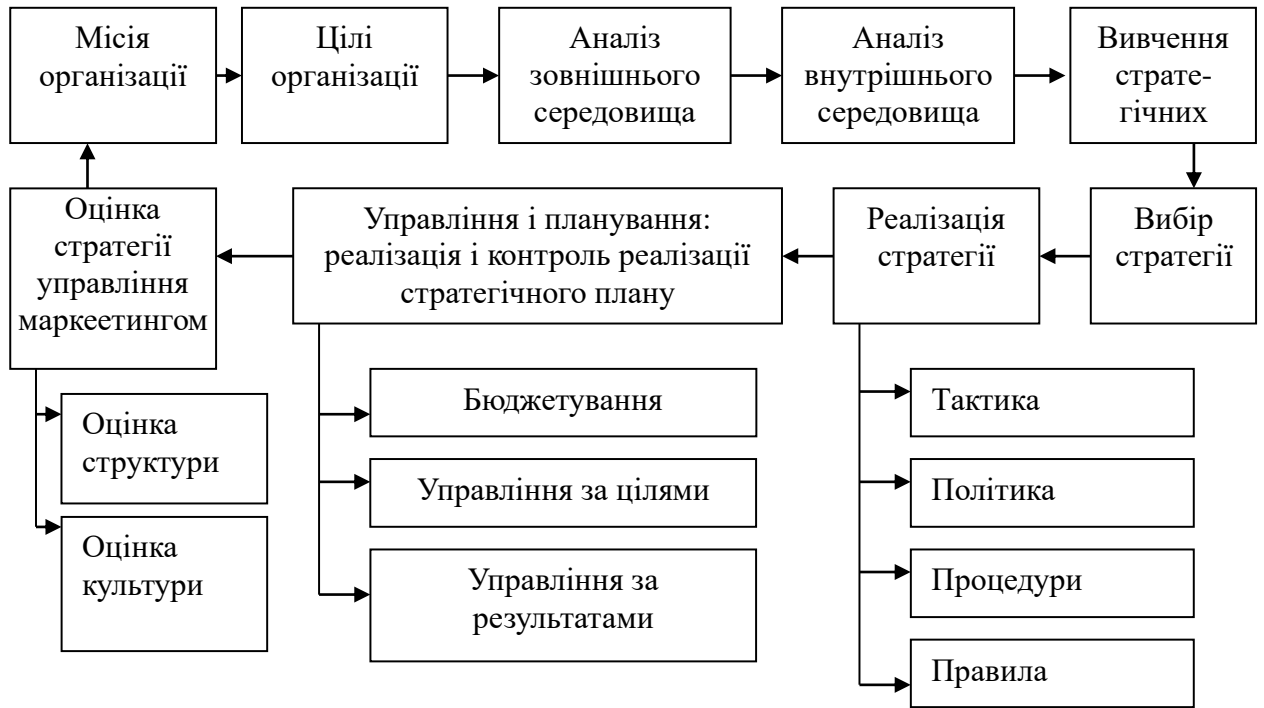 Місія
організації
Цілі
організації
Аналіз
зовнішнього
середовища
Аналіз
внутрішнього
середовища
Вивчення
страте-
гічних
Оцінка
стратегії
управління
маркеетингом
Управління і планування:
реалізація і контроль реалізації
стратегічного плану
Реалізація
стратегії
Вибір
стратегії
Оцінка
структури
Оцінка
культури
Бюджетування
Управління за цілями
Управління за
результатами
Тактика
Політика
Процедури
Правила